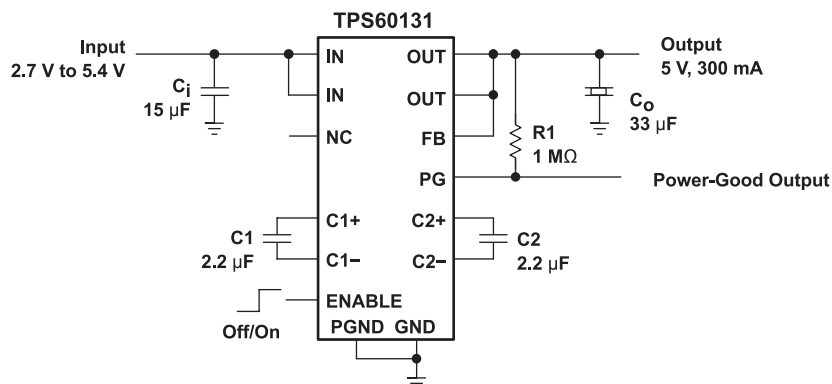 TPS60131
Input
2.7 V to 5.4 V
Ci
15 µF
IN
IN
NC
C1
2.2 µF
C1+
C1−
Off/On
ENABLE
PGND GND
OUT
OUT
FB
PG
C2+
C2−
C2
2.2 µF
R1
1 MΩ
Output
5 V, 300 mA
Co
33 µF
Power-Good Output